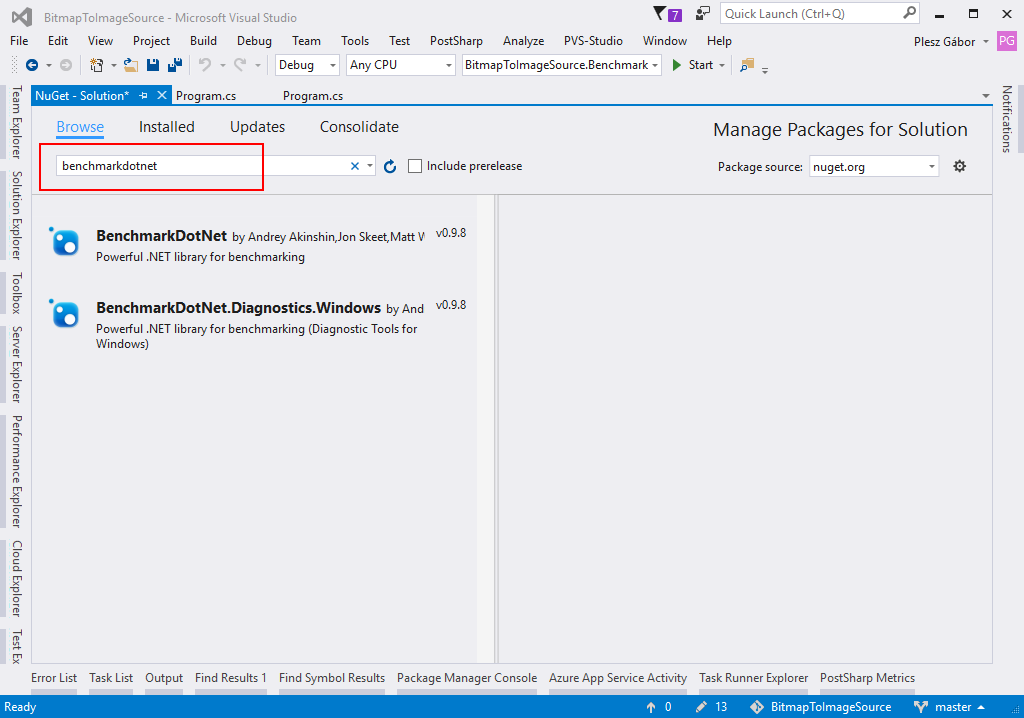 BitmapToImageSource - Microsoft Visual Studio
7
Quick Launch (Ctrl+Q)
File Edit View Project Build Debug Team Tools Test PostSharp Analyze PVS-Studio Window Help
Plesz Gábor
PG
Debug
Any CPU
BitmapToImageSource.Benchmark
Start
NuGet - Solution*
Program.cs
Program.cs
Browse
Installed
Updates
Consolidate
Manage Packages for Solution
benchmarkdotnet
Include prerelease
Package source:
nuget.org
BenchmarkDotNet by Andrey Akinshin,Jon Skeet,Matt
v0.9.8
Powerful .NET library for benchmarking
BenchmarkDotNet.Diagnostics.Windows by And
v0.9.8
Powerful .NET library for benchmarking (Diagnostic Tools for
Windows)
Team Explorer
Solution Explorer
Toolbox
Server Explorer
Performance Explorer
Cloud Explorer
Test Ex
Notifications
Error List
Task List
Output
Find Results 1
Find Symbol Results
Package Manager Console
Azure App Service Activity
Task Runner Explorer
PostSharp Metrics
Ready
0
13
BitmapToImageSource
master